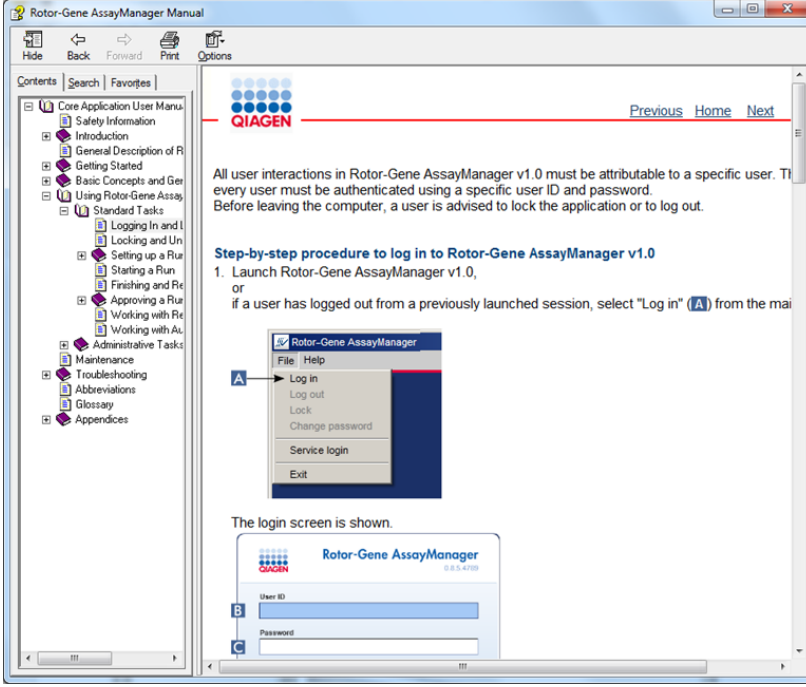 Rotor-Gene AssayManager Manual
Hide Back Forward Print Options
Contents Search Favorites
Core Application User Manu
Safety Information
Introduction
General Description of R
Getting Started
Basic Concepts and Ger
Using Rotor-Gene Assay
Standard Tasks
Logging In and L
Locking and Un
Setting up a Rur
Starting a Run
Finishing and Re
Approving a Rur
Working with Re
Working with Au
Administrative Tasks
Maintenance
Troubleshooting
Abbreviations
Glossary
Appendices
QIAGEN
Previous Home Next
All user interactions in Rotor-Gene AssayManager v1.0 must be attributable to a specific user. Th
every user must be authenticated using a specific user ID and password.
Before leaving the computer, a user is advised to lock the application or to log out.
Step-by-step procedure to log in to Rotor-Gene AssayManager v1.0
1. Launch Rotor-Gene AssayManager v1.0,
or
if a user has logged out from a previously launched session, select "Log in" (A) from the mai
Rotor-Gene AssayManager
File Help
A Log in
Log out
Lock
Change password
Service login
Exit
The login screen is shown.
QIAGEN Rotor-Gene AssayManager
0.8.5.4709
User ID
B
Password
C